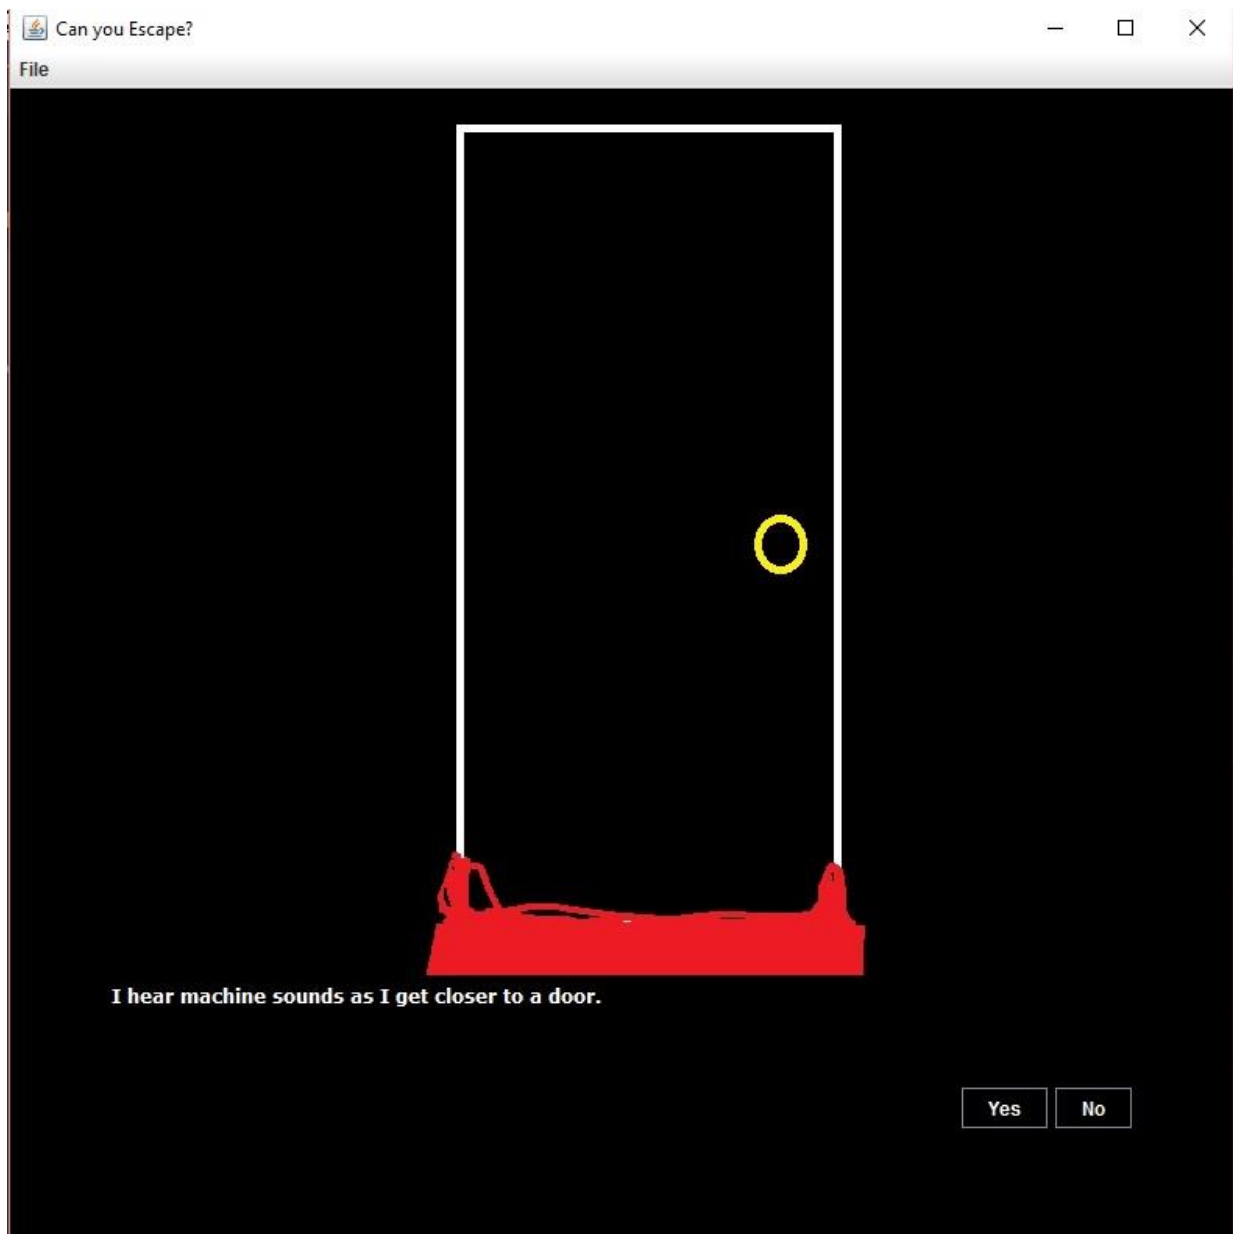 Can you Escape?
File
I hear machine sounds as I get closer to a door.
Yes No